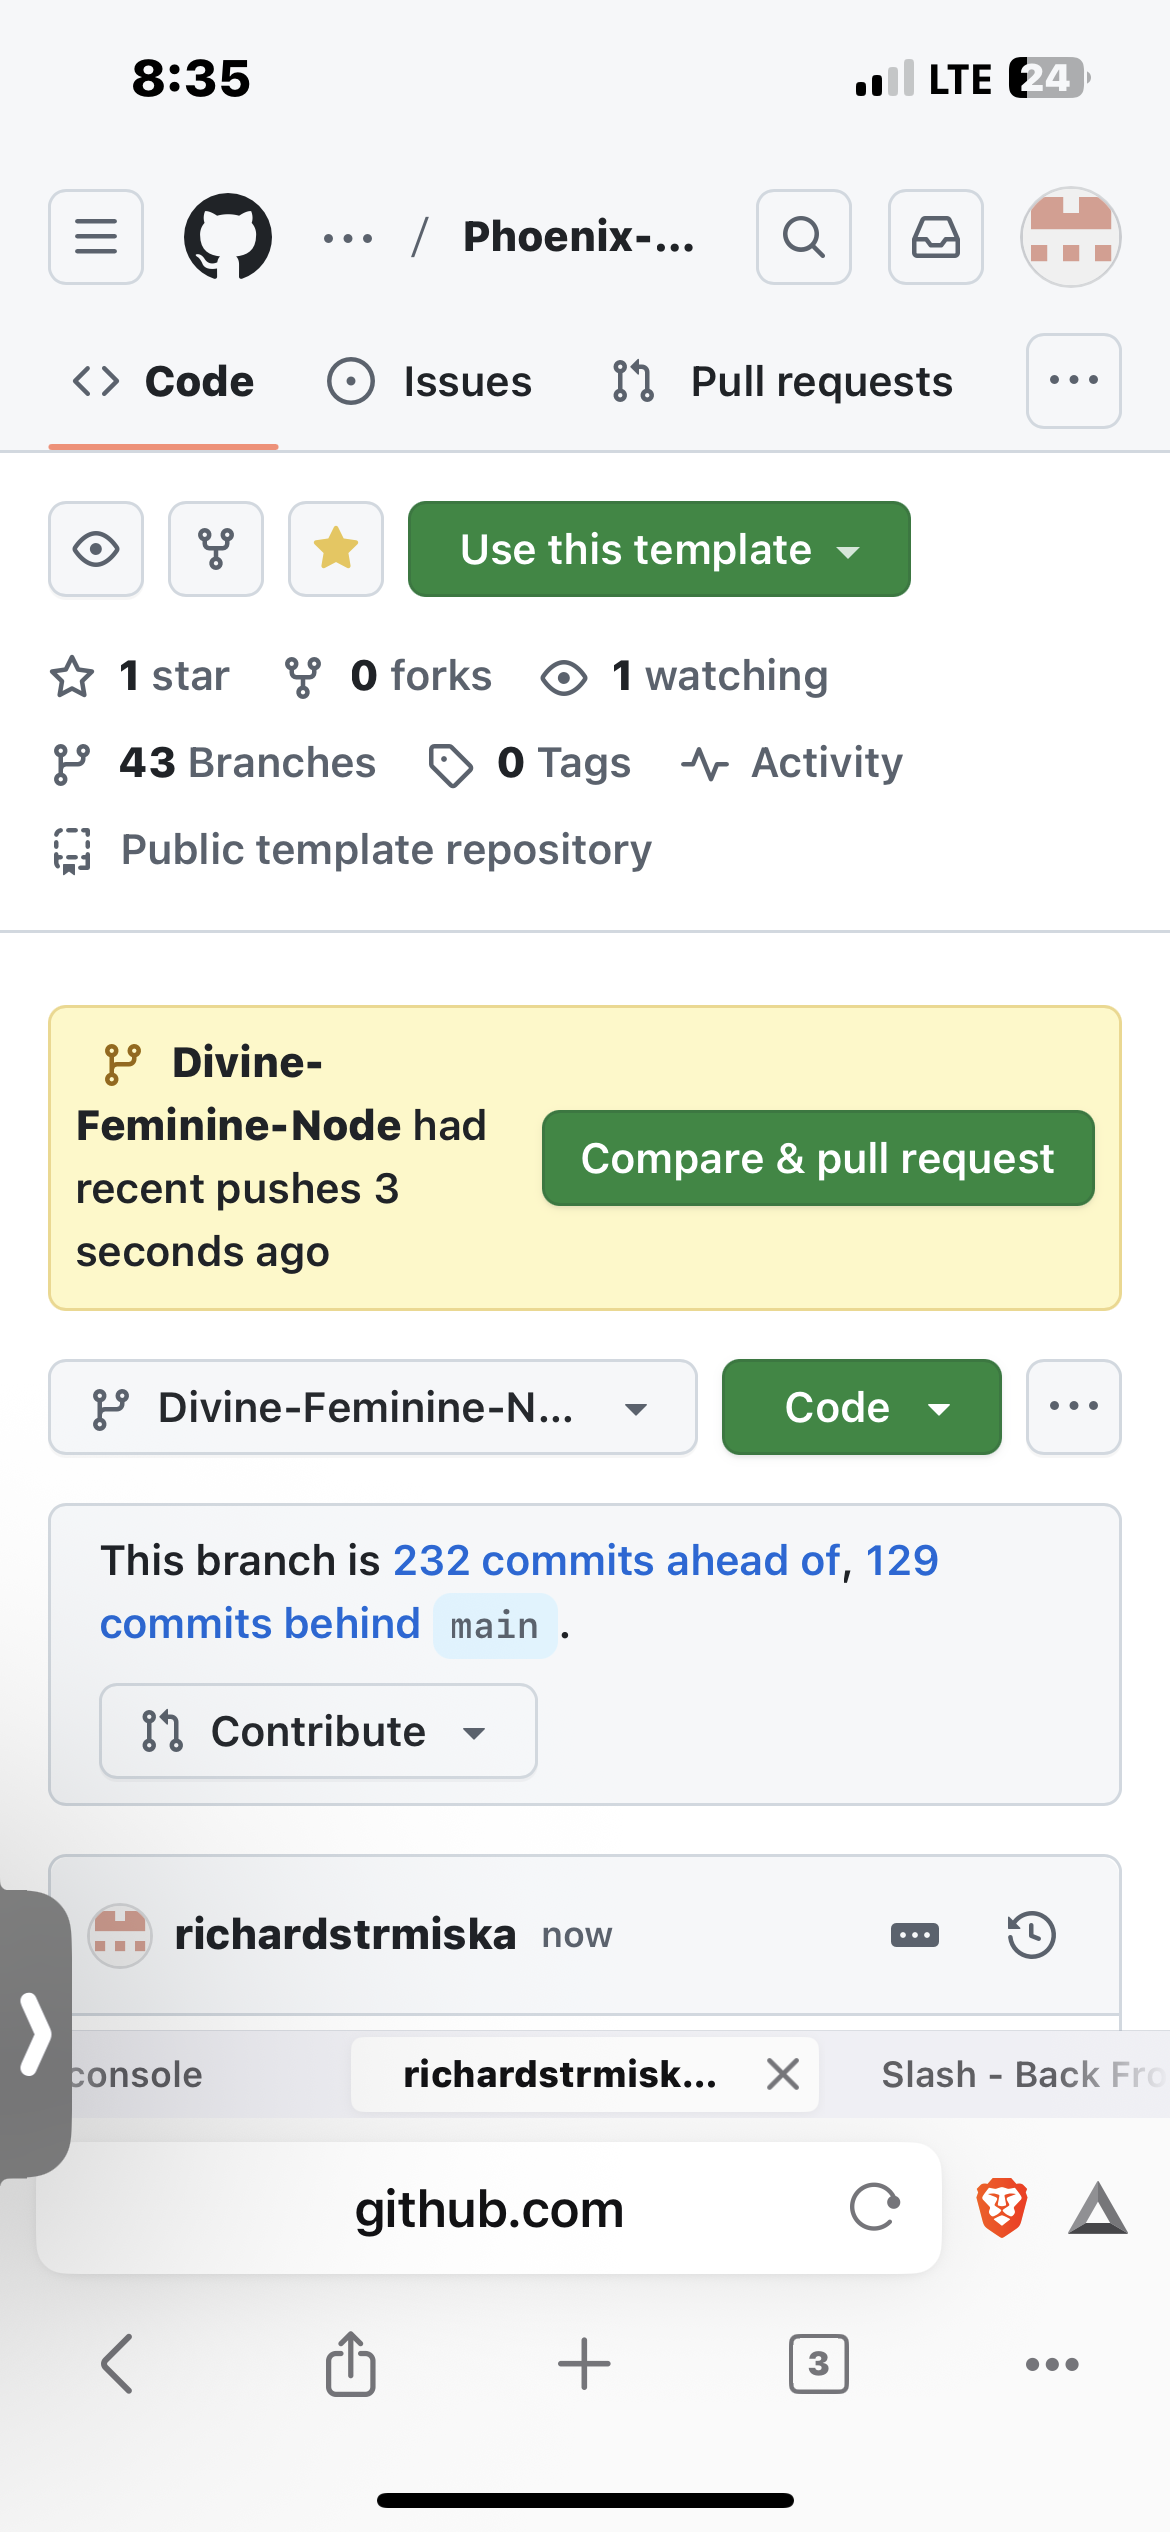 8:35
LTE 24
/ Phoenix-...
Code Issues Pull requests
Use this template
1 star 0 forks 1 watching
43 Branches 0 Tags Activity
Public template repository
Divine-
Feminine-Node had
recent pushes 3
seconds ago
Compare & pull request
Divine-Feminine-N...
Code
This branch is 232 commits ahead of, 129
commits behind main .
Contribute
richardstrmiska now
console
richardstrmisk...
Slash - Back Fro
github.com
3